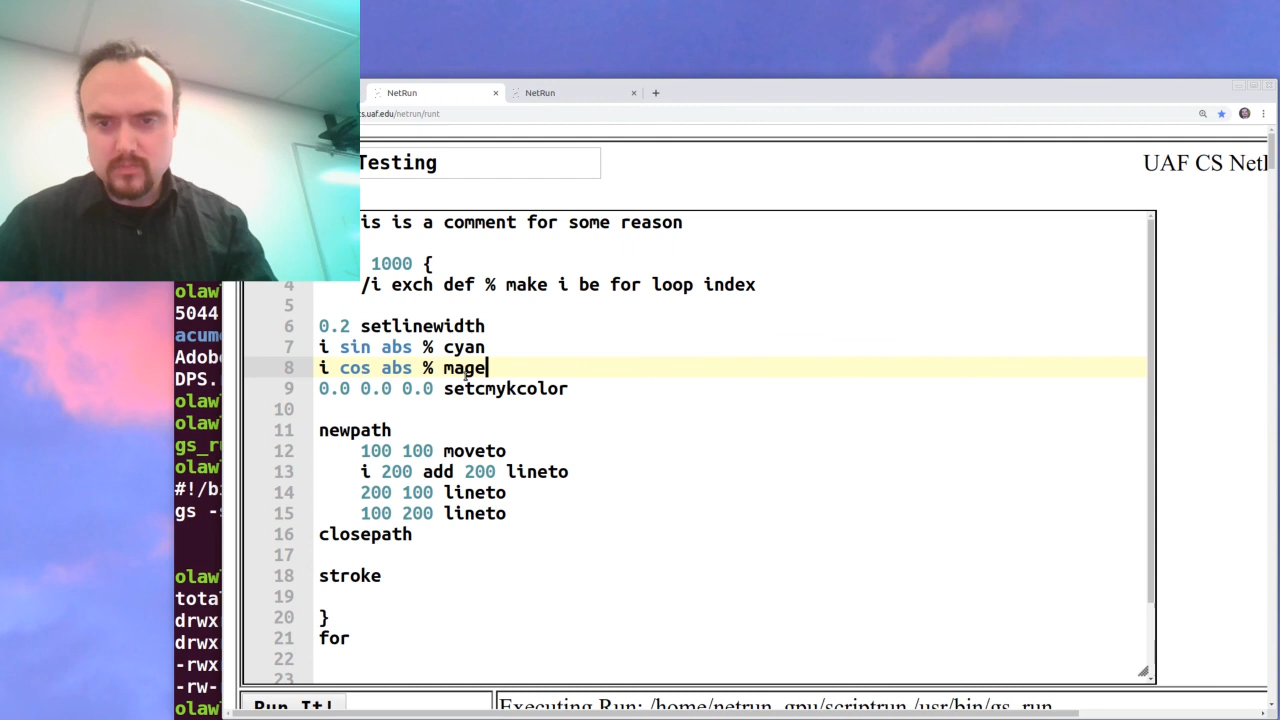 NetRun × NetRun × +
cs.uaf.edu/netrun/runt
Testing
UAF CS Net
is is a comment for some reason
1000 {
4 /i exch def % make i be for loop index
5
6 0.2 setlinewidth
7 i sin abs % cyan
8 i cos abs % mage
9 0.0 0.0 0.0 setcmykcolor
10
11 newpath
12 100 100 moveto
13 i 200 add 200 lineto
14 200 100 lineto
15 100 200 lineto
16 closepath
17
18 stroke
19
20 }
21 for
22
23
olaw
5044
acum
Adob
DPS.
olaw
olaw
gs_r
olaw
#!/b
gs -
olaw
tota
drwx
drwx
-rwx
-rw-
olaw
Run It!
Executing Run: /home/netrun_gpu/scriptrun /usr/bin/gs_run